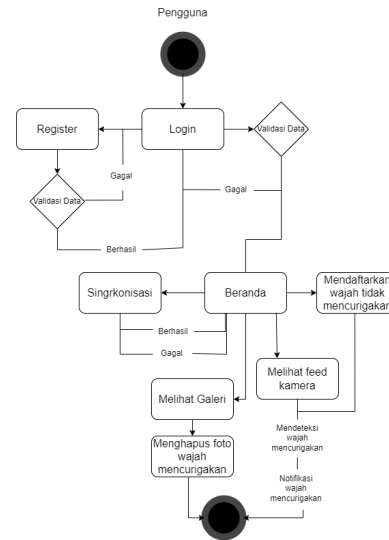 Pengguna
Register
Login
Validasi Data
Gagal
Validasi Data
Gagal
Berhasil
Singrkonisasi
Beranda
Mendaftarkan
wajah tidak
mencurigakan
Berhasil
Gagal
Melihat feed
kamera
Melihat Galeri
Mendeteksi
wajah
mencurigakan
Menghapus foto
wajah
mencurigakan
Notifikasi
wajah
mencurigakan